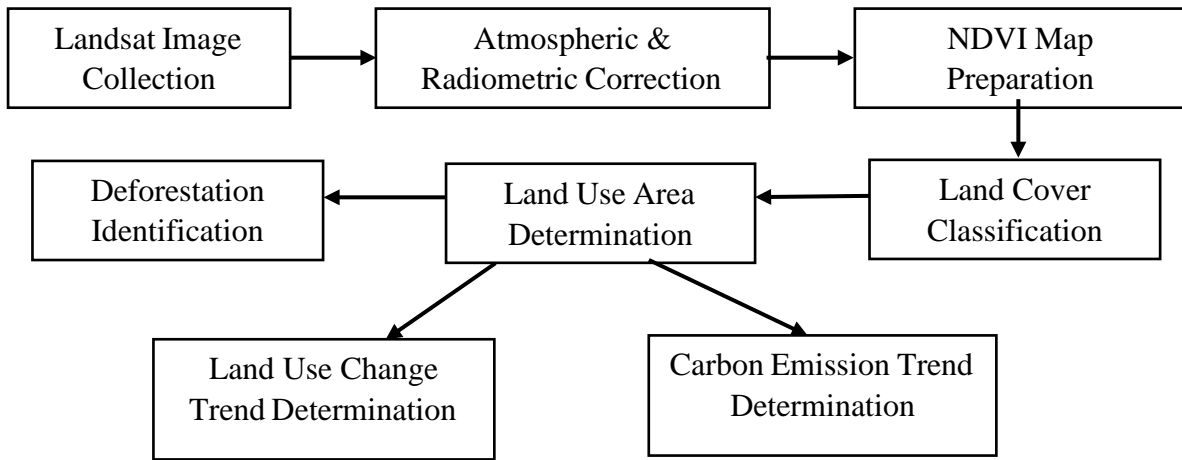 Landsat Image
Collection
Atmospheric &
Radiometric Correction
NDVI Map
Preparation
Deforestation
Identification
Land Use Area
Determination
Land Cover
Classification
Land Use Change
Trend Determination
Carbon Emission Trend
Determination